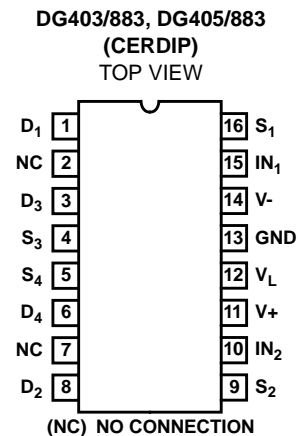 DG403/883, DG405/883
(CERDIP)
TOP VIEW
D1 1 16 S1
NC 2 15 IN1
D3 3 14 V-
S3 4 13 GND
S4 5 12 VL
D4 6 11 V+
NC 7 10 IN2
D2 8 9 S2
(NC) NO CONNECTION